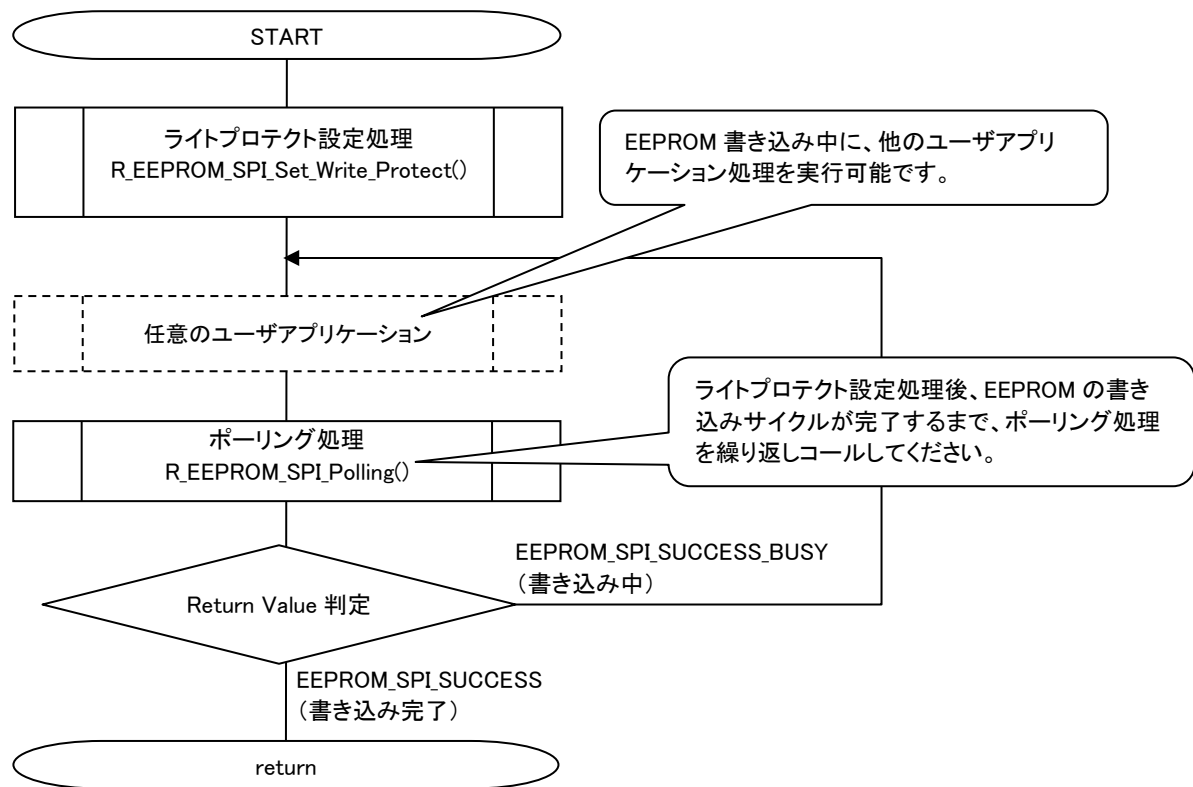 START
ライトプロテクト設定処理
R_EEPROM_SPI_Set_Write_Protect()
EEPROM 書き込み中に、他のユーザアプリ
ケーション処理を実行可能です。
任意のユーザアプリケーション
ライトプロテクト設定処理後、EEPROM の書き
込みサイクルが完了するまで、ポーリング処理
を繰り返しコールしてください。
ポーリング処理
R_EEPROM_SPI_Polling()
EEPROM_SPI_SUCCESS_BUSY
（書き込み中）
Return Value 判定
EEPROM_SPI_SUCCESS
（書き込み完了）
return